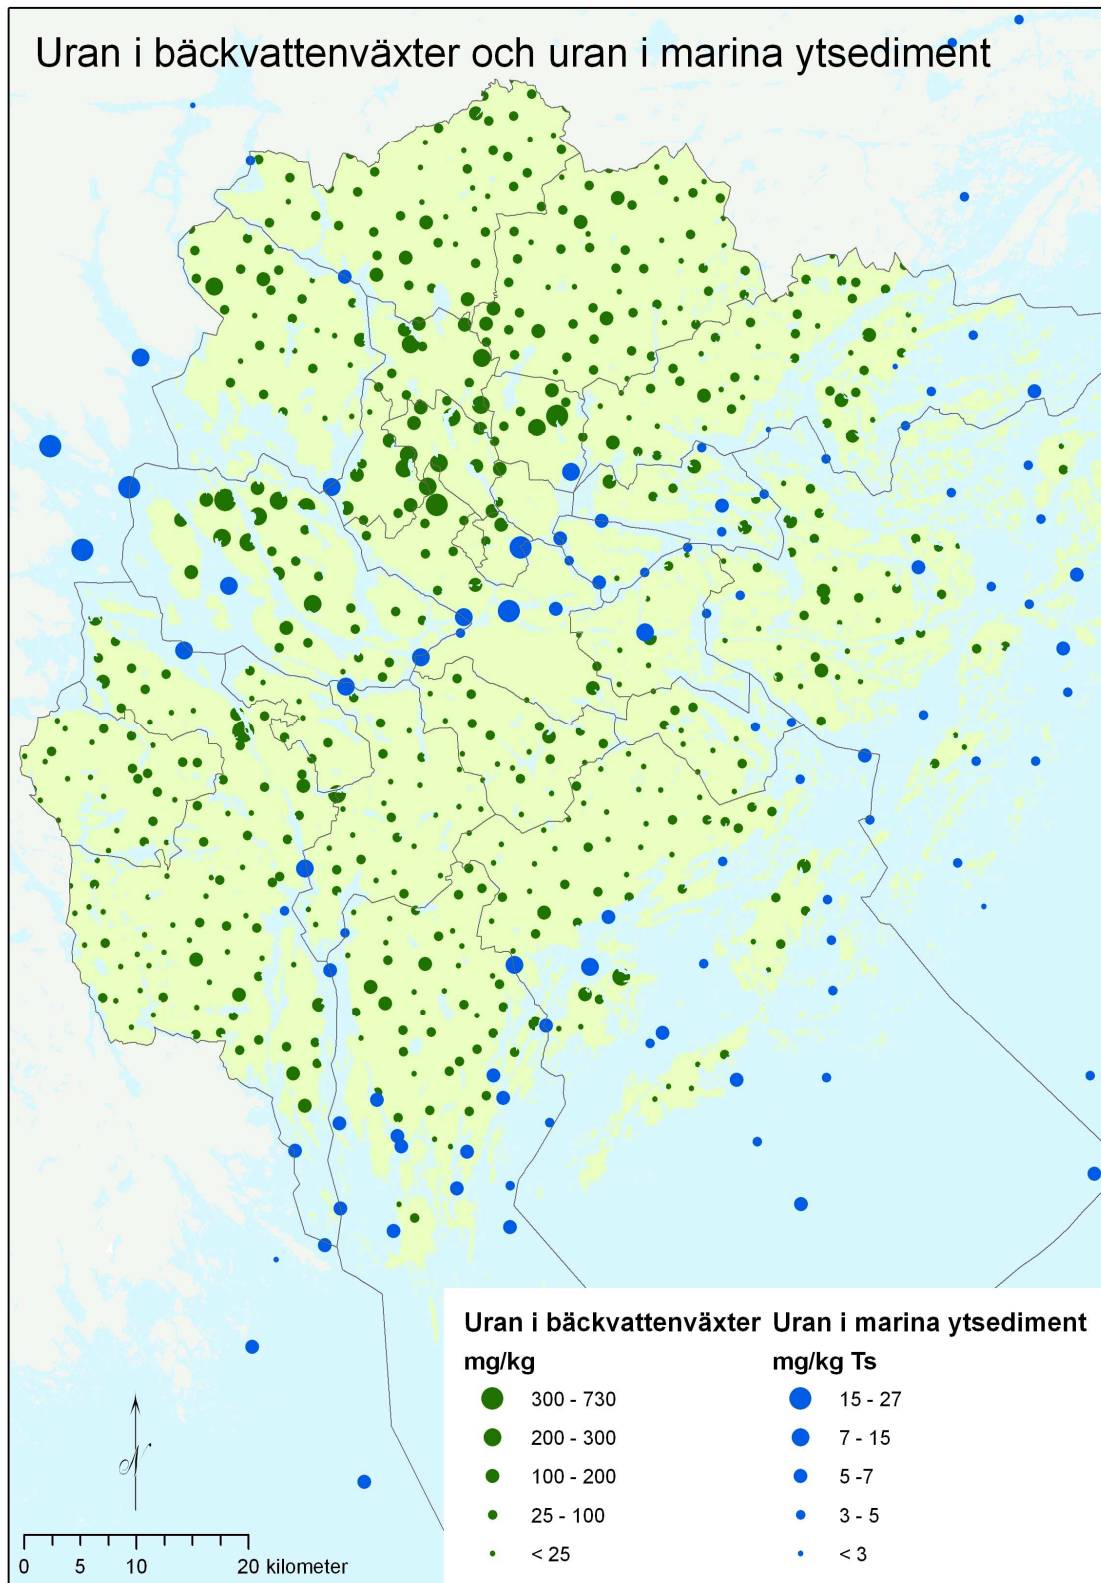 Uran i bäckvattenväxter och uran i marina ytsediment
Uran i bäckvattenväxter
mg/kg
300 - 730
200 - 300
100 - 200
25 - 100
< 25
Uran i marina ytsediment
mg/kg Ts
15 - 27
7 - 15
5 -7
3 - 5
< 3
N
0 5 10 20 kilometer